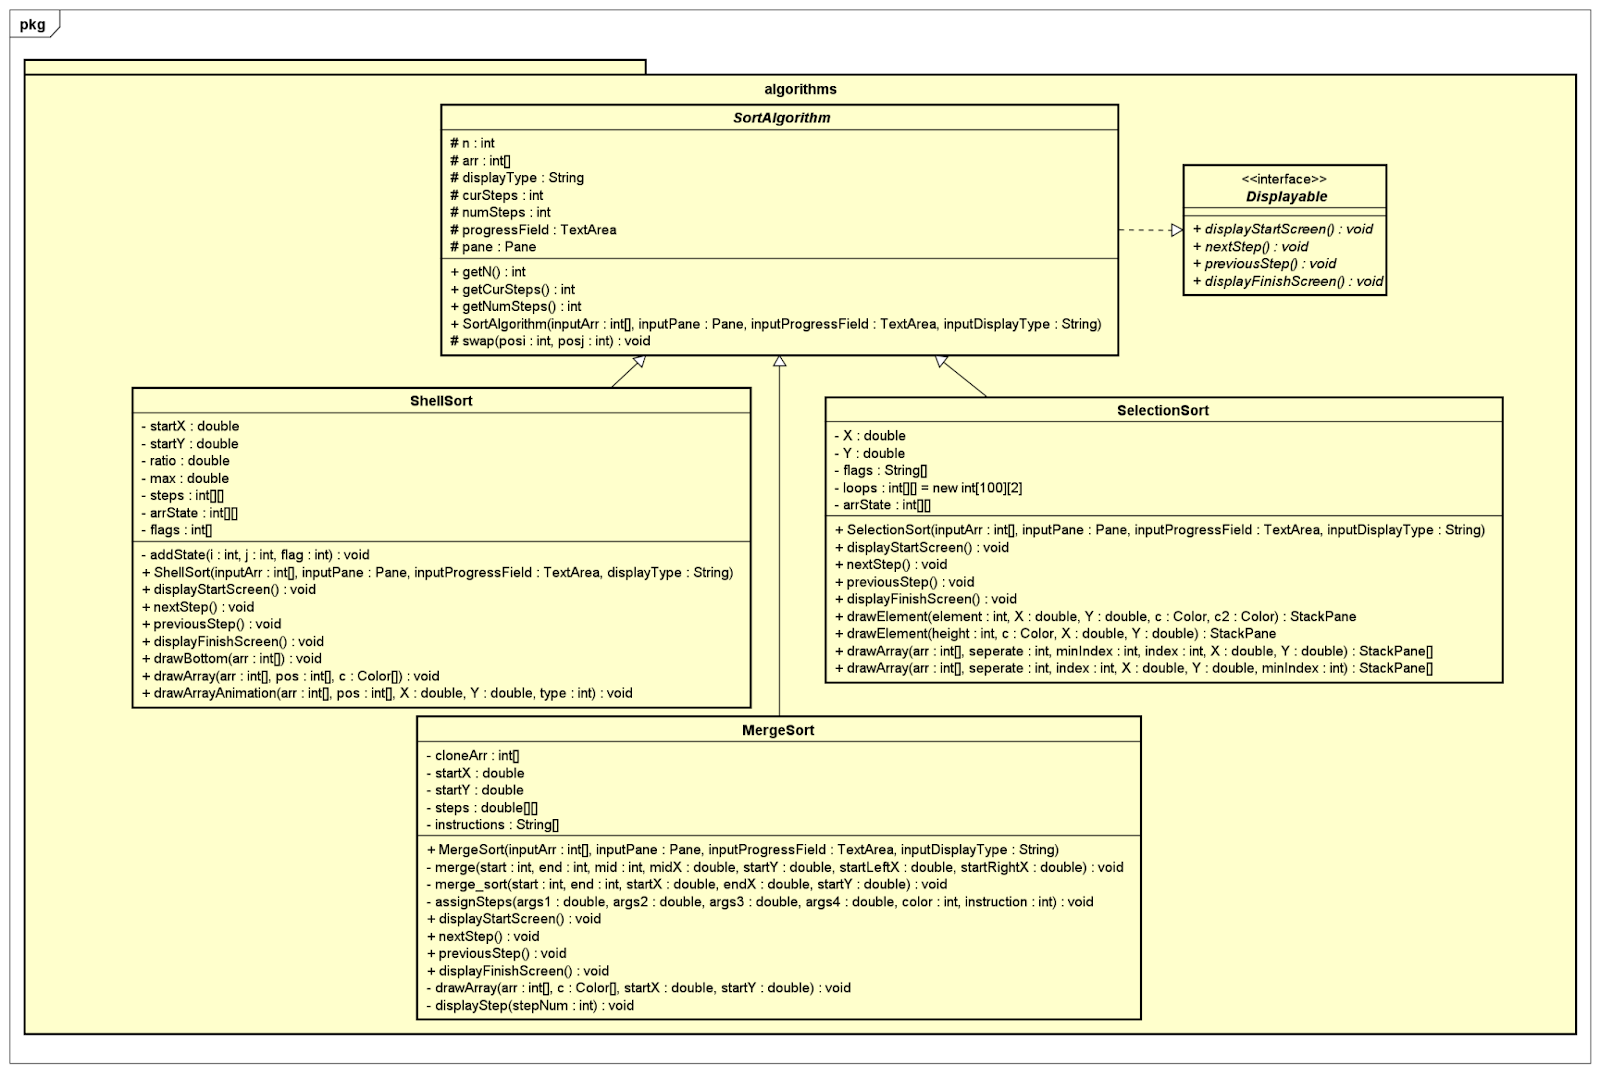 pkg
algorithms
SortAlgorithm
# n : int
# arr : int[]
# displayType : String
# curSteps : int
# numSteps : int
# progressField : TextArea
# pane : Pane
+ getN() : int
+ getCurSteps() : int
+ getNumSteps() : int
+ SortAlgorithm(inputArr : int[], inputPane : Pane, inputProgressField : TextArea, inputDisplayType : String)
# swap(posi : int, posj : int) : void
<<interface>>
Displayable
+ displayStartScreen() : void
+ nextStep() : void
+ previousStep() : void
+ displayFinishScreen() : void
ShellSort
- startX : double
- startY : double
- ratio : double
- max : double
- steps : int[][]
- arrState : int[][]
- flags : int[]
- addState(i : int, j : int, flag : int) : void
+ ShellSort(inputArr : int[], inputPane : Pane, inputProgressField : TextArea, displayType : String)
+ displayStartScreen() : void
+ nextStep() : void
+ previousStep() : void
+ displayFinishScreen() : void
+ drawBottom(arr : int[]) : void
+ drawArray(arr : int[], pos : int[], c : Color[]) : void
+ drawArrayAnimation(arr : int[], pos : int[], X : double, Y : double, type : int) : void
SelectionSort
- X : double
- Y : double
- flags : String[]
- loops : int[][] = new int[100][2]
- arrState : int[][]
+ SelectionSort(inputArr : int[], inputPane : Pane, inputProgressField : TextArea, inputDisplayType : String)
+ displayStartScreen() : void
+ nextStep() : void
+ previousStep() : void
+ displayFinishScreen() : void
+ drawElement(element : int, X : double, Y : double, c : Color, c2 : Color) : StackPane
+ drawElement(height : int, c : Color, X : double, Y : double) : StackPane
+ drawArray(arr : int[], seperate : int, minIndex : int, index : int, X : double, Y : double) : StackPane[]
+ drawArray(arr : int[], seperate : int, index : int, X : double, Y : double, minIndex : int) : StackPane[]
MergeSort
- cloneArr : int[]
- startX : double
- startY : double
- steps : double[][]
- instructions : String[]
+ MergeSort(inputArr : int[], inputPane : Pane, inputProgressField : TextArea, inputDisplayType : String)
- merge(start : int, end : int, mid : int, midX : double, startY : double, startLeftX : double, startRightX : double) : void
- merge_sort(start : int, end : int, startX : double, endX : double, startY : double) : void
- assignSteps(args1 : double, args2 : double, args3 : double, args4 : double, color : int, instruction : int) : void
+ displayStartScreen() : void
+ nextStep() : void
+ previousStep() : void
+ displayFinishScreen() : void
- drawArray(arr : int[], c : Color[], startX : double, startY : double) : void
- displayStep(stepNum : int) : void